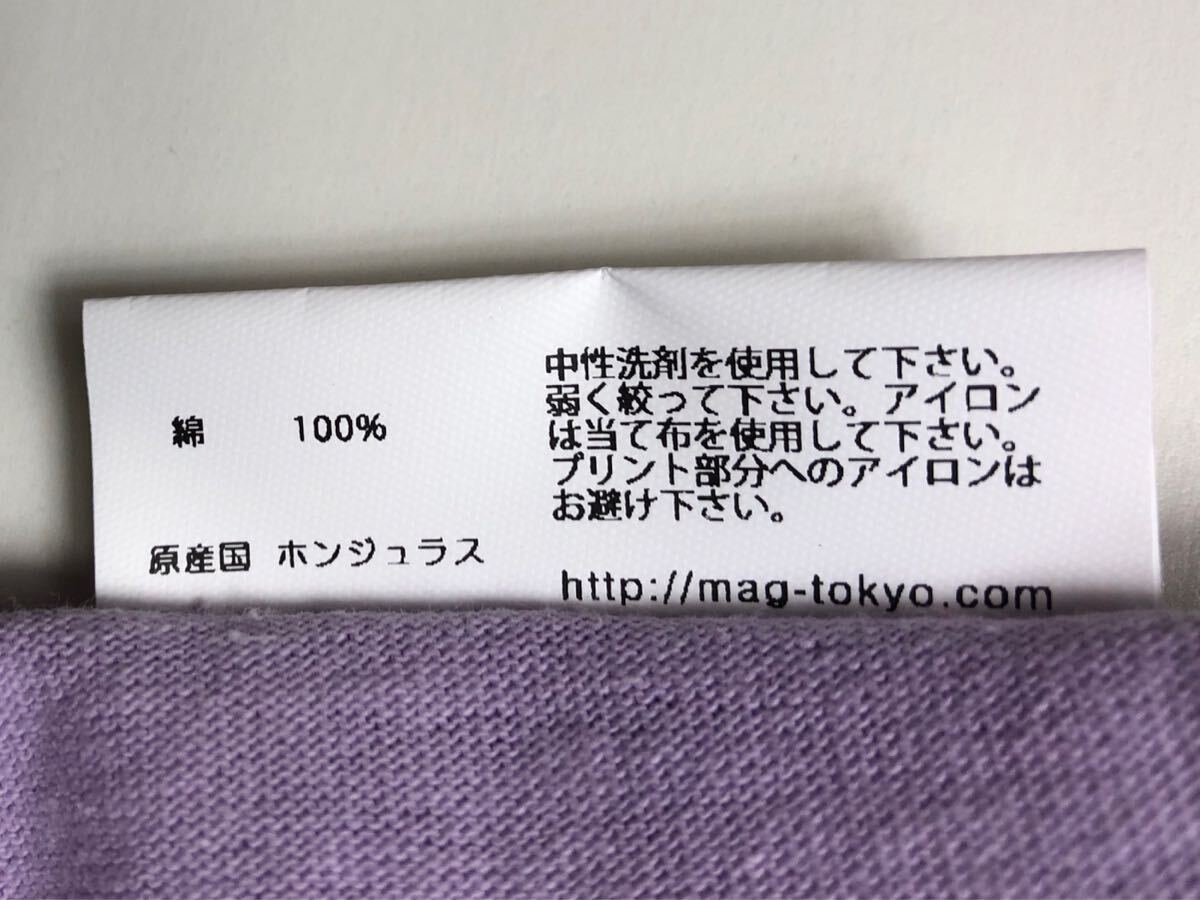 綿 100%
原産国 ホンジュラス
中性洗剤を使用して下さい。
弱く絞って下さい。アイロン
は当て布を使用して下さい。
プリント部分へのアイロンは
お避け下さい。
http://mag-tokyo.com